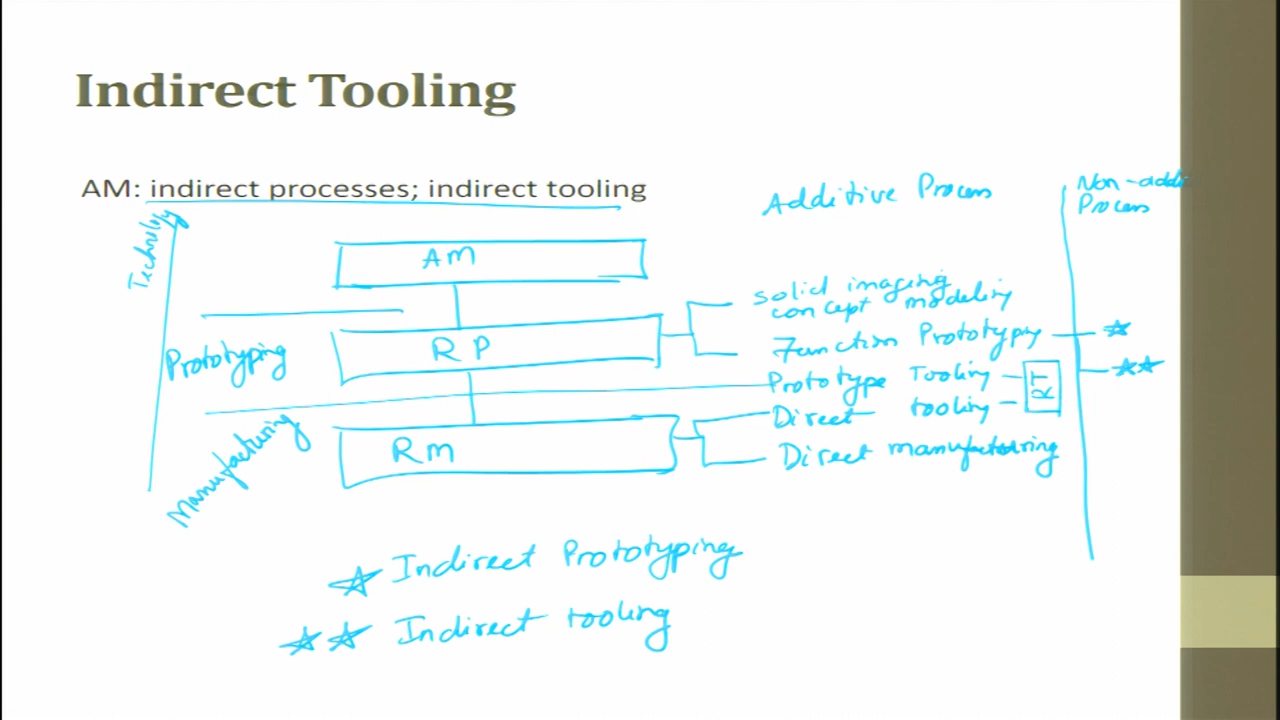 Indirect Tooling
AM: indirect processes; indirect tooling
Additive Process
Non-addi
Process
Technology
AM
solid imaging
concept modeling
Prototyping
RP
Function Prototyping
Prototype Tooling
RT
Direct tooling
Manufacturing
Rm
Direct manufacturing
Indirect Prototyping
Indirect tooling